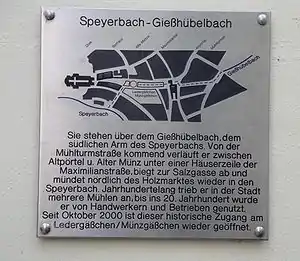 Speyerbach-Gießhübelbach
Gießhübelbach
Speyerbach
Sie stehen über dem Gießhübelbach, dem
südlichen Arm des Speyerbachs. Von der
Mühlturmstraße kommend verläuft er zwischen
Altportel u. Alter Münz unter einer Häuserzeile der
Maximilianstraße, biegt zur Salzgasse ab und
mündet nördlich des Holzmarktes wieder in den
Speyerbach. Jahrhundertelang trieb er in der Stadt
mehrere Mühlen an, bis ins 20. Jahrhundert wurde
er von Handwerkern und Betrieben genutzt.
Seit Oktober 2000 ist dieser historische Zugang am
Ledergäßchen/Münzgäßchen wieder geöffnet.